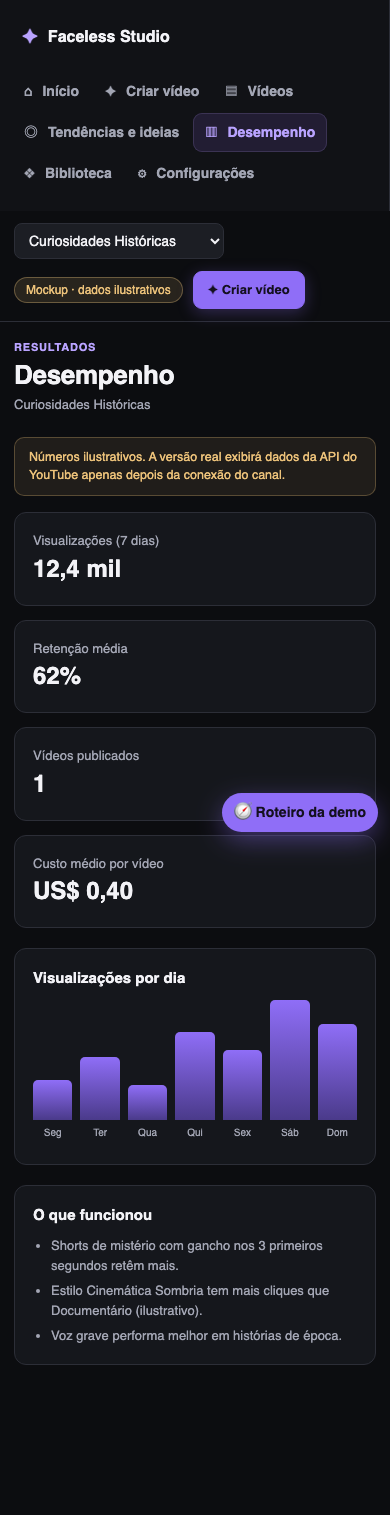 Faceless Studio
Início
Criar vídeo
Vídeos
Tendências e ideias
Desempenho
Biblioteca
Configurações
Curiosidades Históricas
Mockup · dados ilustrativos
✦ Criar vídeo
RESULTADOS
Desempenho
Curiosidades Históricas
Números ilustrativos. A versão real exibirá dados da API do
YouTube apenas depois da conexão do canal.
Visualizações (7 dias)
12,4 mil
Retenção média
62%
Vídeos publicados
1
Roteiro da demo
Custo médio por vídeo
US$ 0,40
Visualizações por dia
Seg Ter Qua Qui Sex Sáb Dom
O que funcionou
• Shorts de mistério com gancho nos 3 primeiros
segundos retêm mais.
• Estilo Cinemática Sombria tem mais cliques que
Documentário (ilustrativo).
• Voz grave performa melhor em histórias de época.